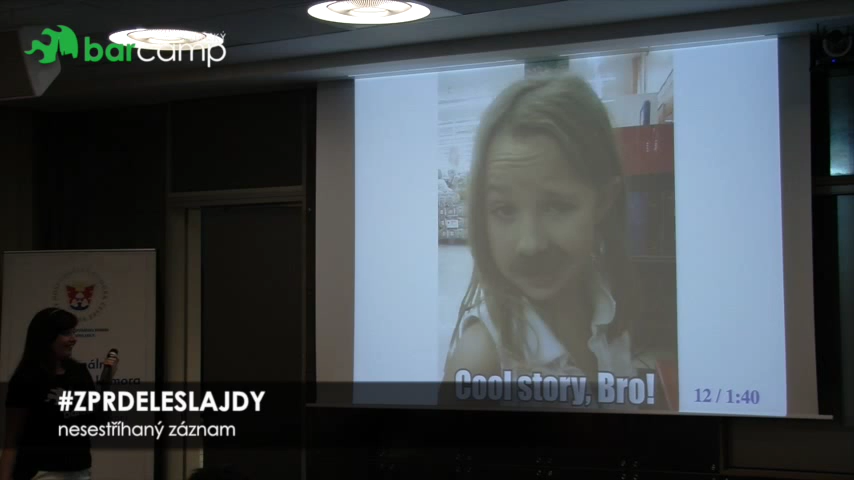 barcamp
Cool story, Bro!
12 / 1:40
#ZPRDELESLAJDY
nesestříhaný záznam